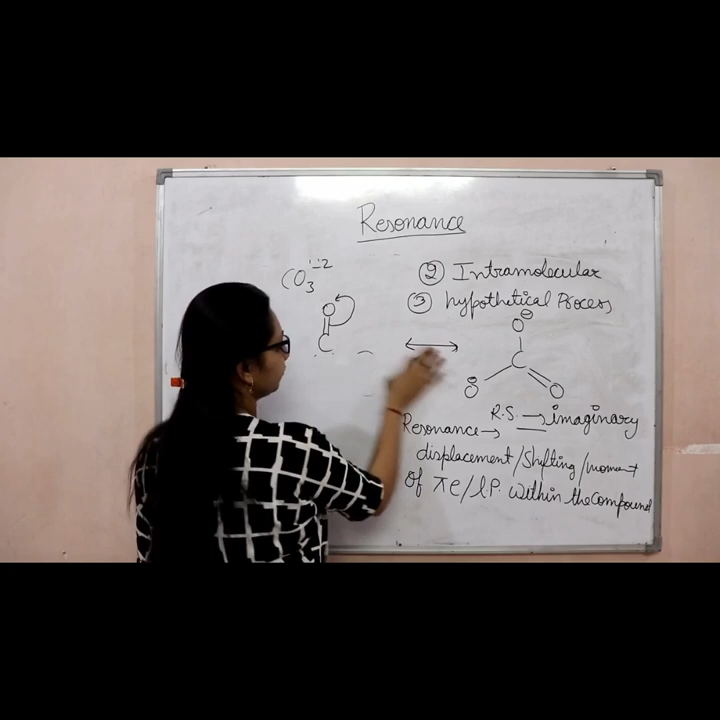 Resonance
CO3-2
② Intramolecular
③ hypothetical Process
O
C
↔
O
C
O O
R.S. → imaginary
Resonance →
displacement/Shifting/moment
of πe/l.P. within the compound